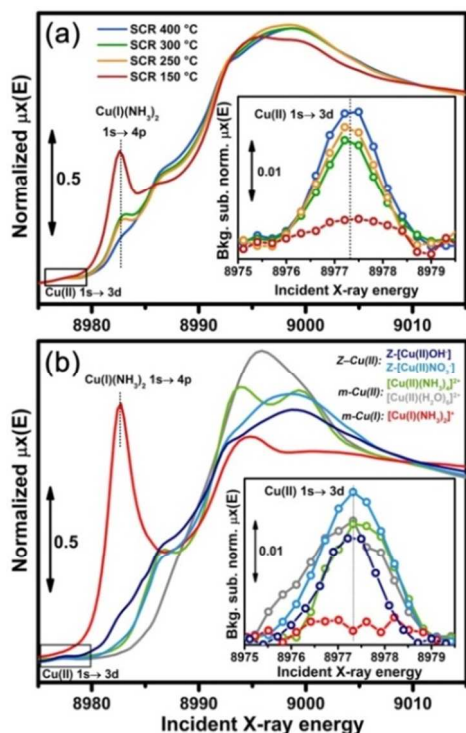 (a)
SCR 400 °C
SCR 300 °C
SCR 250 °C
SCR 150 °C
Cu(I)(NH₃)₂
1s→ 4p
0.5
Cu(II) 1s→ 3d
Normalized μx(E)
Cu(II) 1s→ 3d
0.01
Bkg. sub. norm. μx(E)
8975 8976 8977 8978 8979
Incident X-ray energy
8980 8990 9000 9010
(b)
Z–Cu(II): Z-[Cu(II)OH⁻]
Z-[Cu(II)NO₃⁻]
m-Cu(II): [Cu(II)(NH₃)₄]²⁺
m-Cu(I): [Cu(I)(NH₃)₂]⁺
Cu(I)(NH₃)₂ 1s→ 4p
0.5
Cu(II) 1s→ 3d
Normalized μx(E)
Cu(II) 1s→ 3d
0.01
Bkg. sub. norm. μx(E)
8975 8976 8977 8978 8979
Incident X-ray energy
8980 8990 9000 9010
Incident X-ray energy